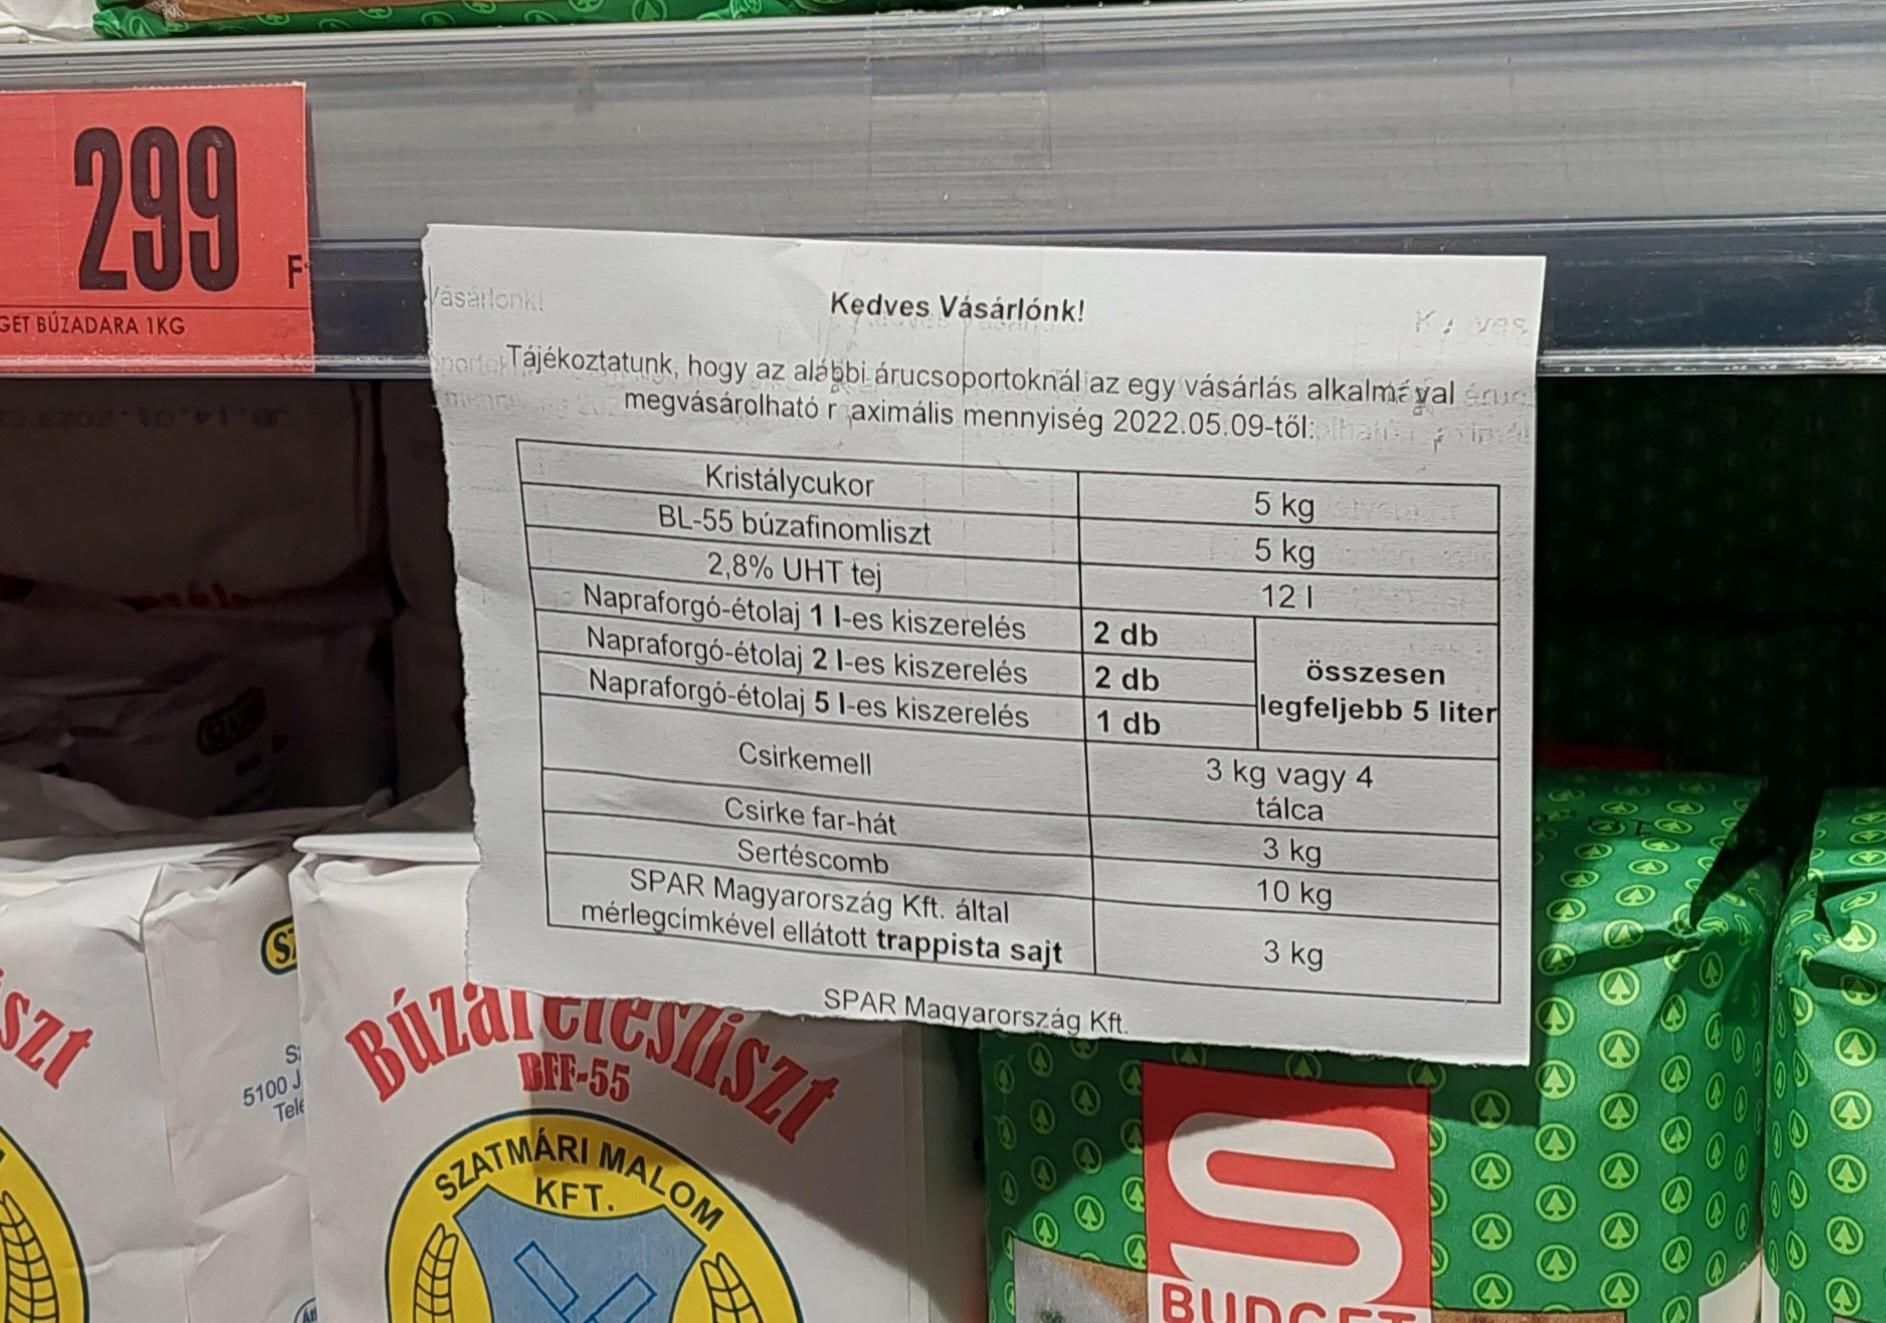 299
F
GET BÚZADARA 1KG
Kedves Vásárlónk!
Tájékoztatunk, hogy az alábbi árucsoportoknál az egy vásárlás alkalmával
megvásárolható maximális mennyiség 2022.05.09-től:
Kristálycukor 5 kg
BL-55 búzafinomliszt 5 kg
2,8% UHT tej 12 l
Napraforgó-étolaj 1 l-es kiszerelés 2 db
Napraforgó-étolaj 2 l-es kiszerelés 2 db
Napraforgó-étolaj 5 l-es kiszerelés 1 db
összesen
legfeljebb 5 liter
Csirkemell 3 kg vagy 4
tálca
Csirke far-hát 3 kg
Sertéscomb 10 kg
SPAR Magyarország Kft. által
mérlegcímkével ellátott trappista sajt 3 kg
SPAR Magyarország Kft.
szt
5100 J
Tele
Búzafélesliszt
BFF-55
SZATMÁRI MALOM
KFT.
S
BUDGET